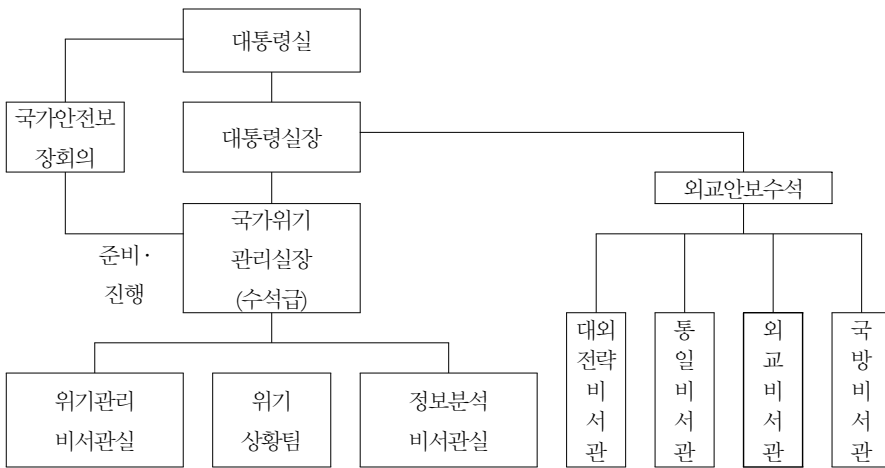 대통령실
국가안전보
장회의
대통령실장
외교안보수석
국가위기
관리실장
(수석급)
준비·
진행
대외
전략
비
서
관
통
일
비
서
관
외
교
비
서
관
국
방
비
서
관
위기관리
비서관실
위기
상황팀
정보분석
비서관실